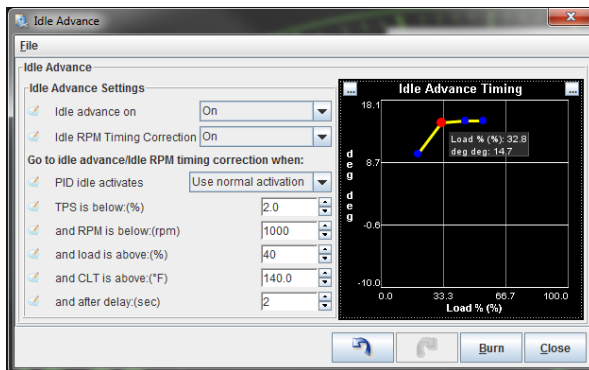 Idle Advance
File
Idle Advance
Idle Advance Settings
Idle advance on On
Idle RPM Timing Correction On
Go to idle advance/Idle RPM timing correction when:
PID idle activates Use normal activation
TPS is below:(%) 2.0
and RPM is below:(rpm) 1000
and load is above:(%) 40
and CLT is above:(°F) 140.0
and after delay:(sec) 2
... Idle Advance Timing ...
18.1
8.7
-0.6
-10.0
deg deg
Load % (%): 32.8
deg deg: 14.7
0.0 33.3 66.7 100.0
Load % (%)
Burn Close